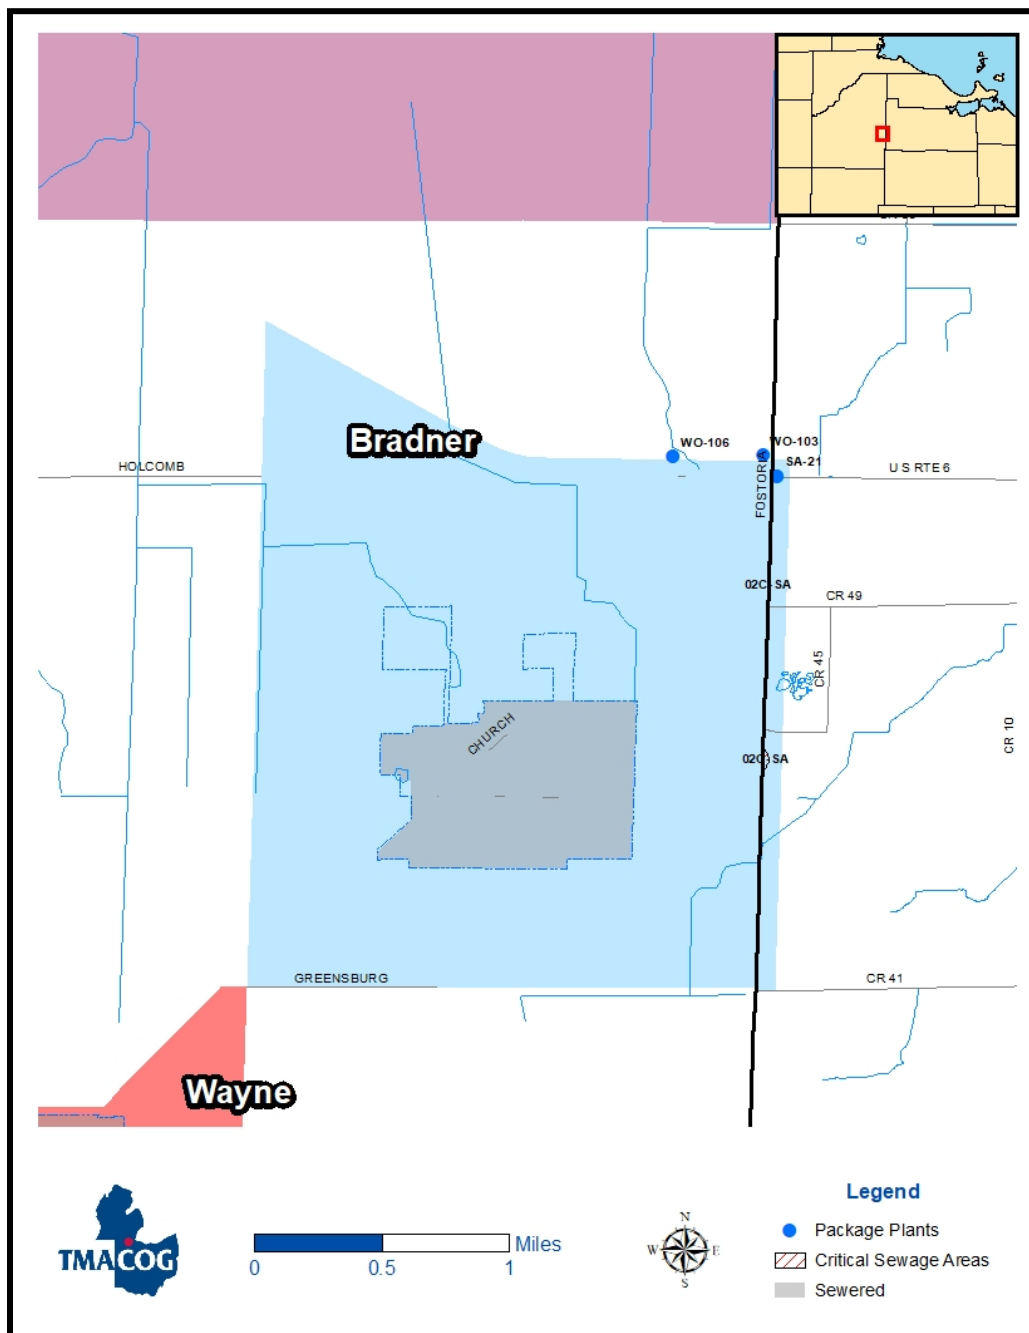 Bradner
WO-106
WO-103
SA-21
HOLCOMB
U S RTE 6
FOSTORIA
02C-SA
CR 49
CR 45
CHURCH
CR 10
02C-SA
GREENSBURG
CR 41
Wayne
TMACOG
Miles
0 0.5 1
N
W E
S
Legend
Package Plants
Critical Sewage Areas
Sewered